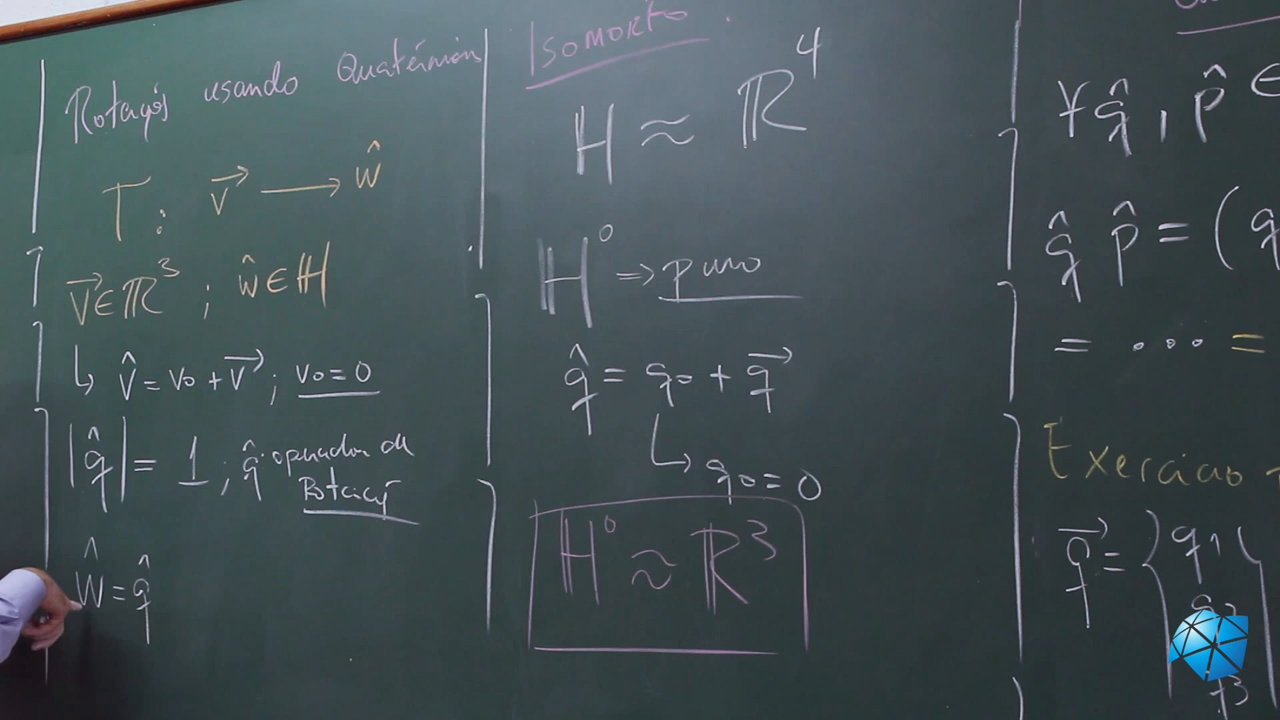 Rotações usando Quatérnion
T : v⃗ → ŵ
v⃗ ∈ ℝ³ ; ŵ ∈ ℍ
↳ v̂ = v₀ + v⃗ ; v₀ = 0
|q̂| = 1 ; q̂ operador de
Rotação
ŵ = q̂
Isomorfo
ℍ ≈ ℝ⁴
ℍ⁰ ⇒ puro
q̂ = q₀ + q⃗
↳ q₀ = 0
ℍ⁰ ≈ ℝ³
∀ q̂ , p̂ ∈
q̂ p̂ = ( q
= ... =
Exercício
q⃗ = { q₁